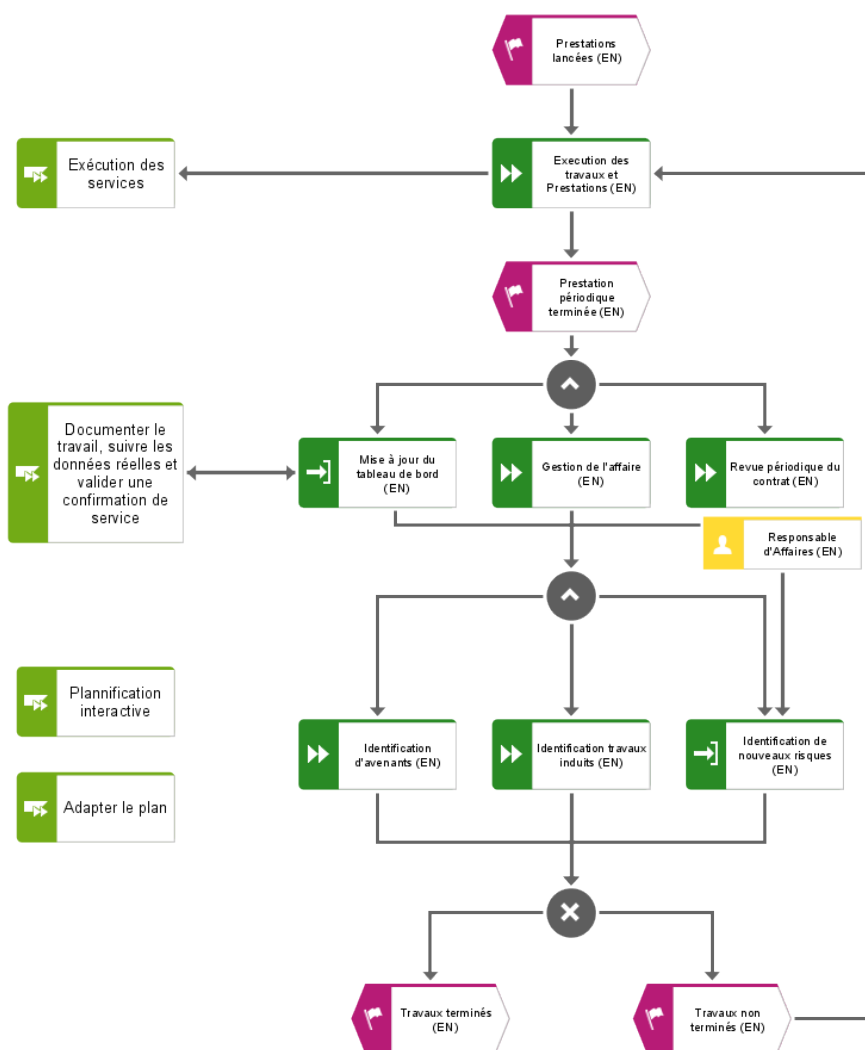 Prestations
lancées (EN)
Exécution des
services
Execution des
travaux et
Prestations (EN)
Prestation
périodique
terminée (EN)
Documenter le
travail, suivre les
données réelles et
valider une
confirmation de
service
Mise à jour du
tableau de bord
(EN)
Gestion de l'affaire
(EN)
Revue périodique du
contrat (EN)
Responsable
d'Affaires (EN)
Plannification
interactive
Identification
d'avenants (EN)
Identification travaux
induits (EN)
Identification de
nouveaux risques
(EN)
Adapter le plan
Travaux terminés
(EN)
Travaux non
terminés (EN)